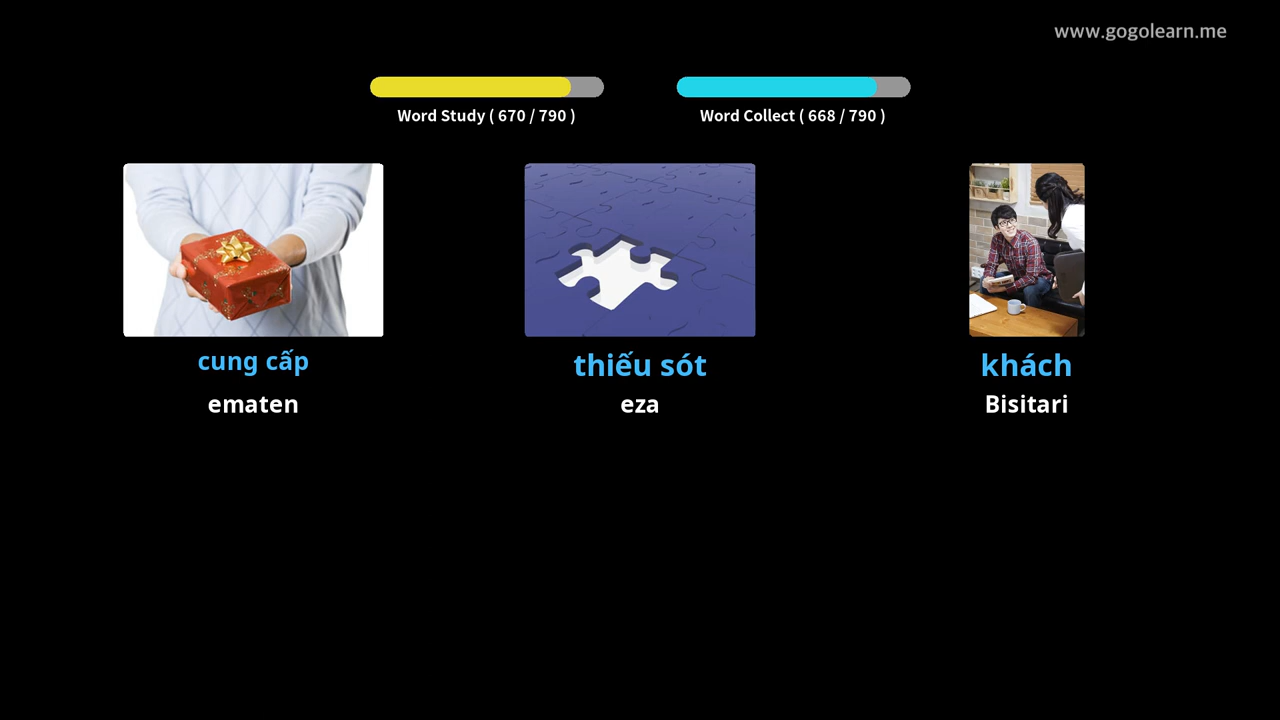 www.gogolearn.me
Word Study ( 670 / 790 )
Word Collect ( 668 / 790 )
cung cấp
thiếu sót
khách
ematen
eza
Bisitari